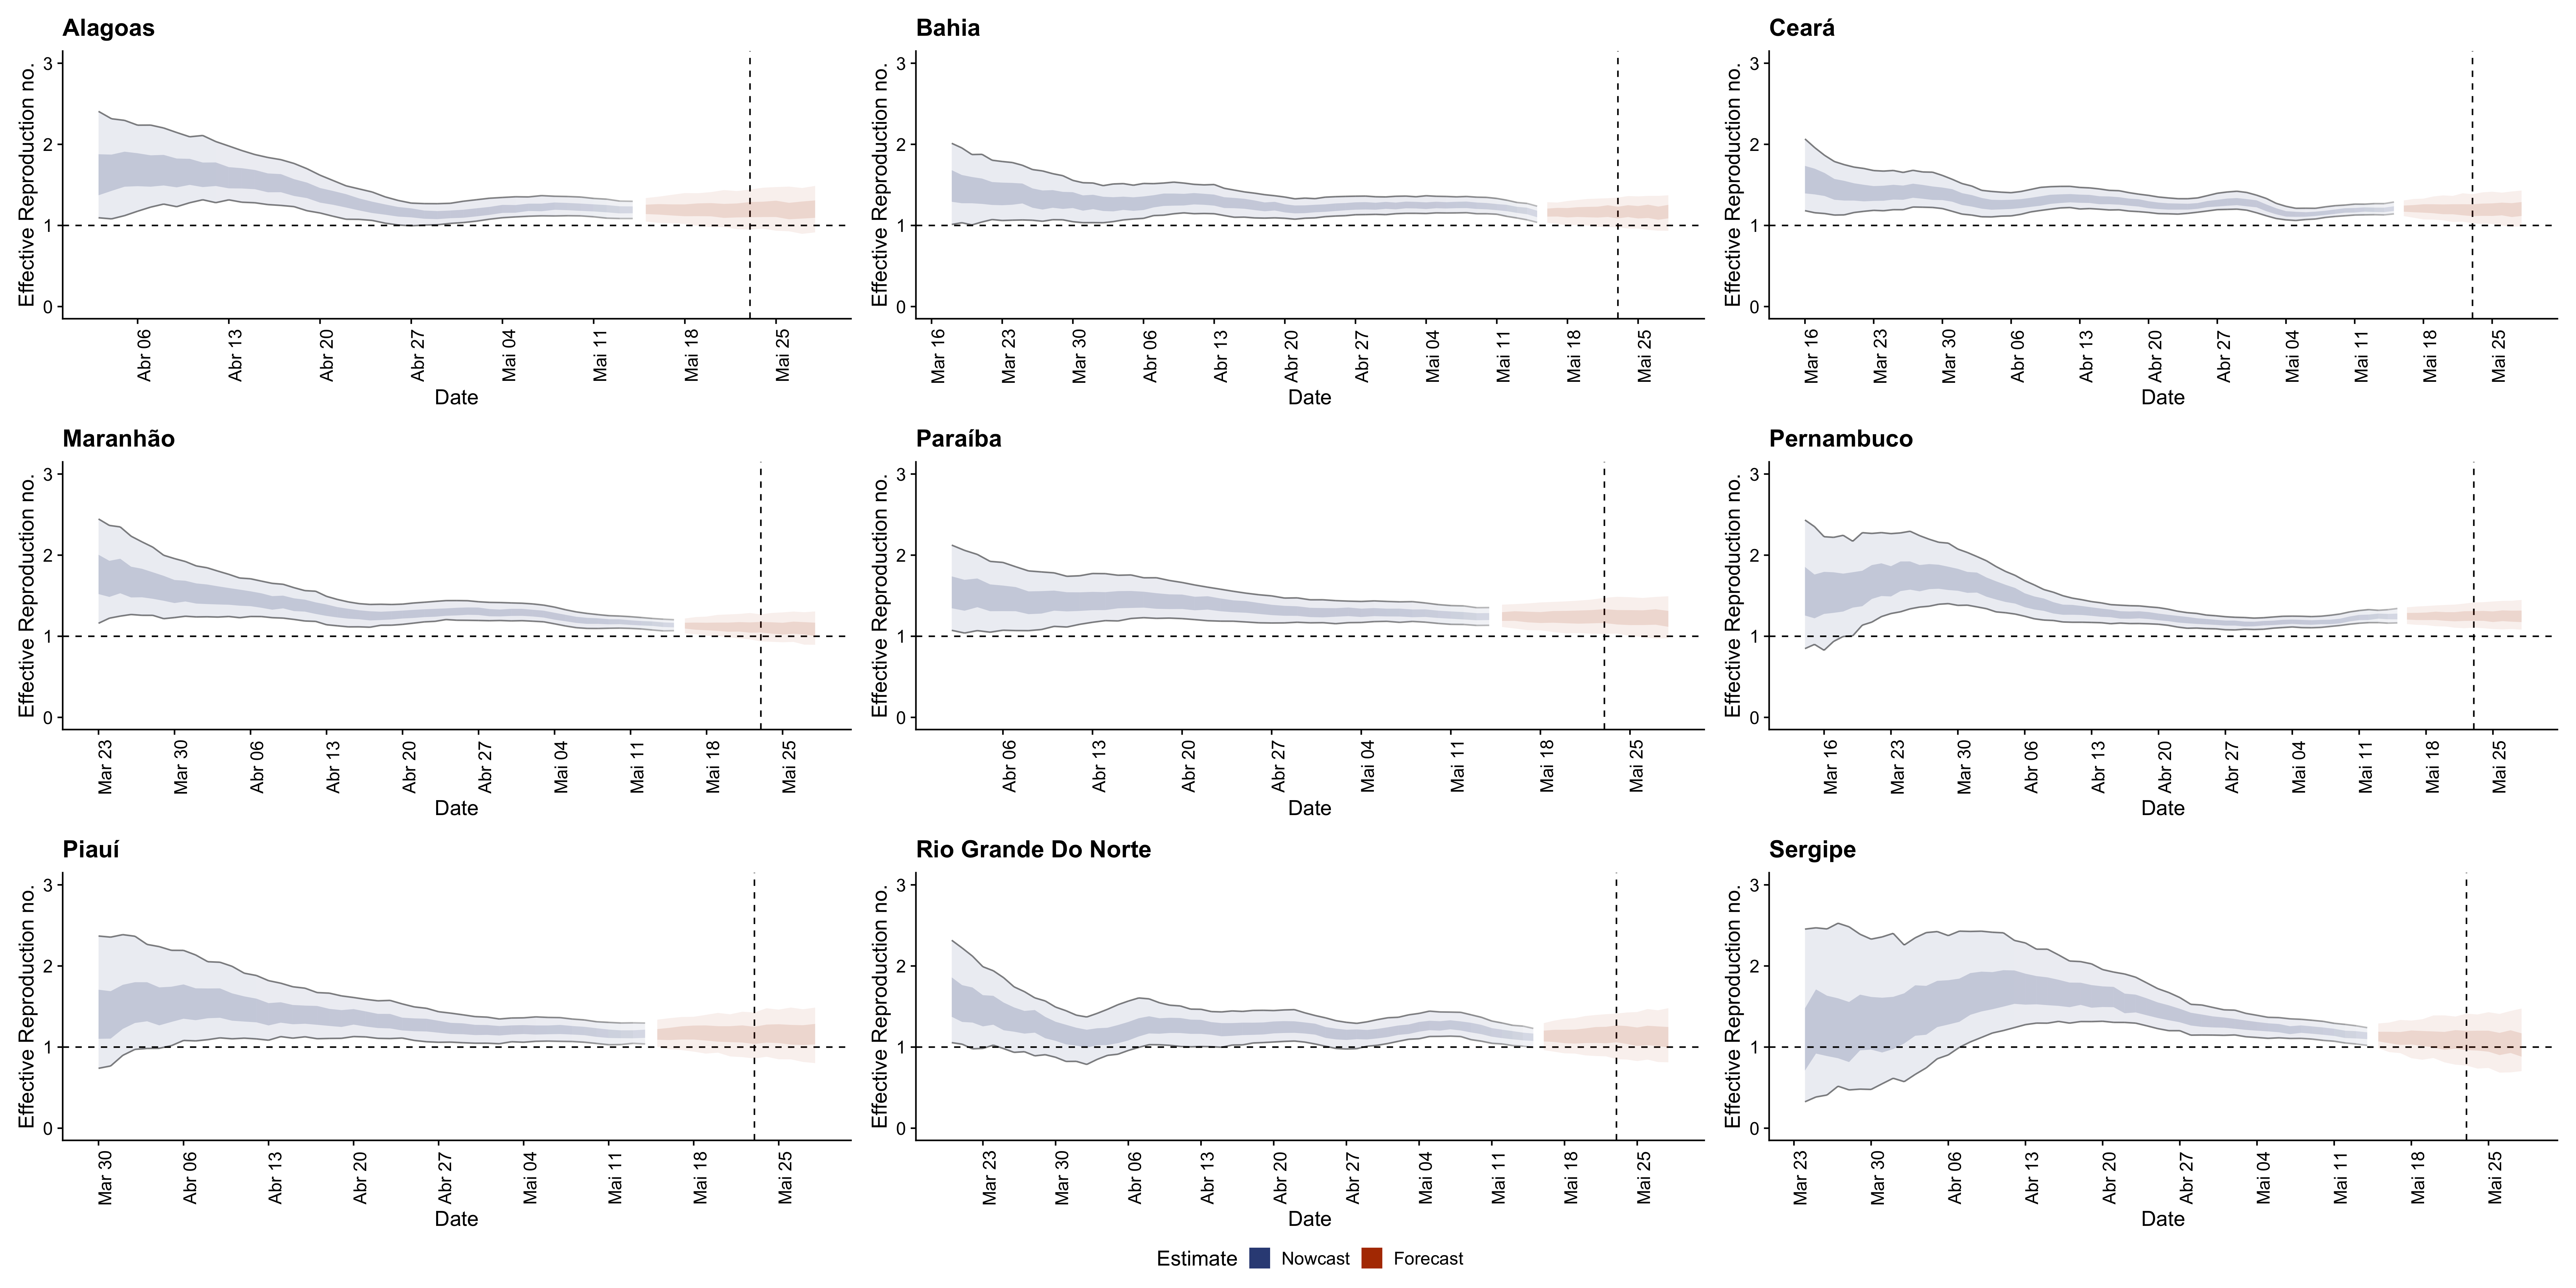 Alagoas
Effective Reproduction no.
3
2
1
0
Abr 06
Abr 13
Abr 20
Abr 27
Mai 04
Mai 11
Mai 18
Mai 25
Date
Bahia
Effective Reproduction no.
3
2
1
0
Mar 16
Mar 23
Mar 30
Abr 06
Abr 13
Abr 20
Abr 27
Mai 04
Mai 11
Mai 18
Mai 25
Date
Ceará
Effective Reproduction no.
3
2
1
0
Mar 16
Mar 23
Mar 30
Abr 06
Abr 13
Abr 20
Abr 27
Mai 04
Mai 11
Mai 18
Mai 25
Date
Maranhão
Effective Reproduction no.
3
2
1
0
Mar 23
Mar 30
Abr 06
Abr 13
Abr 20
Abr 27
Mai 04
Mai 11
Mai 18
Mai 25
Date
Paraíba
Effective Reproduction no.
3
2
1
0
Abr 06
Abr 13
Abr 20
Abr 27
Mai 04
Mai 11
Mai 18
Mai 25
Date
Pernambuco
Effective Reproduction no.
3
2
1
0
Mar 16
Mar 23
Mar 30
Abr 06
Abr 13
Abr 20
Abr 27
Mai 04
Mai 11
Mai 18
Mai 25
Date
Piauí
Effective Reproduction no.
3
2
1
0
Mar 30
Abr 06
Abr 13
Abr 20
Abr 27
Mai 04
Mai 11
Mai 18
Mai 25
Date
Rio Grande Do Norte
Effective Reproduction no.
3
2
1
0
Mar 23
Mar 30
Abr 06
Abr 13
Abr 20
Abr 27
Mai 04
Mai 11
Mai 18
Mai 25
Date
Sergipe
Effective Reproduction no.
3
2
1
0
Mar 23
Mar 30
Abr 06
Abr 13
Abr 20
Abr 27
Mai 04
Mai 11
Mai 18
Mai 25
Date
Estimate Nowcast Forecast